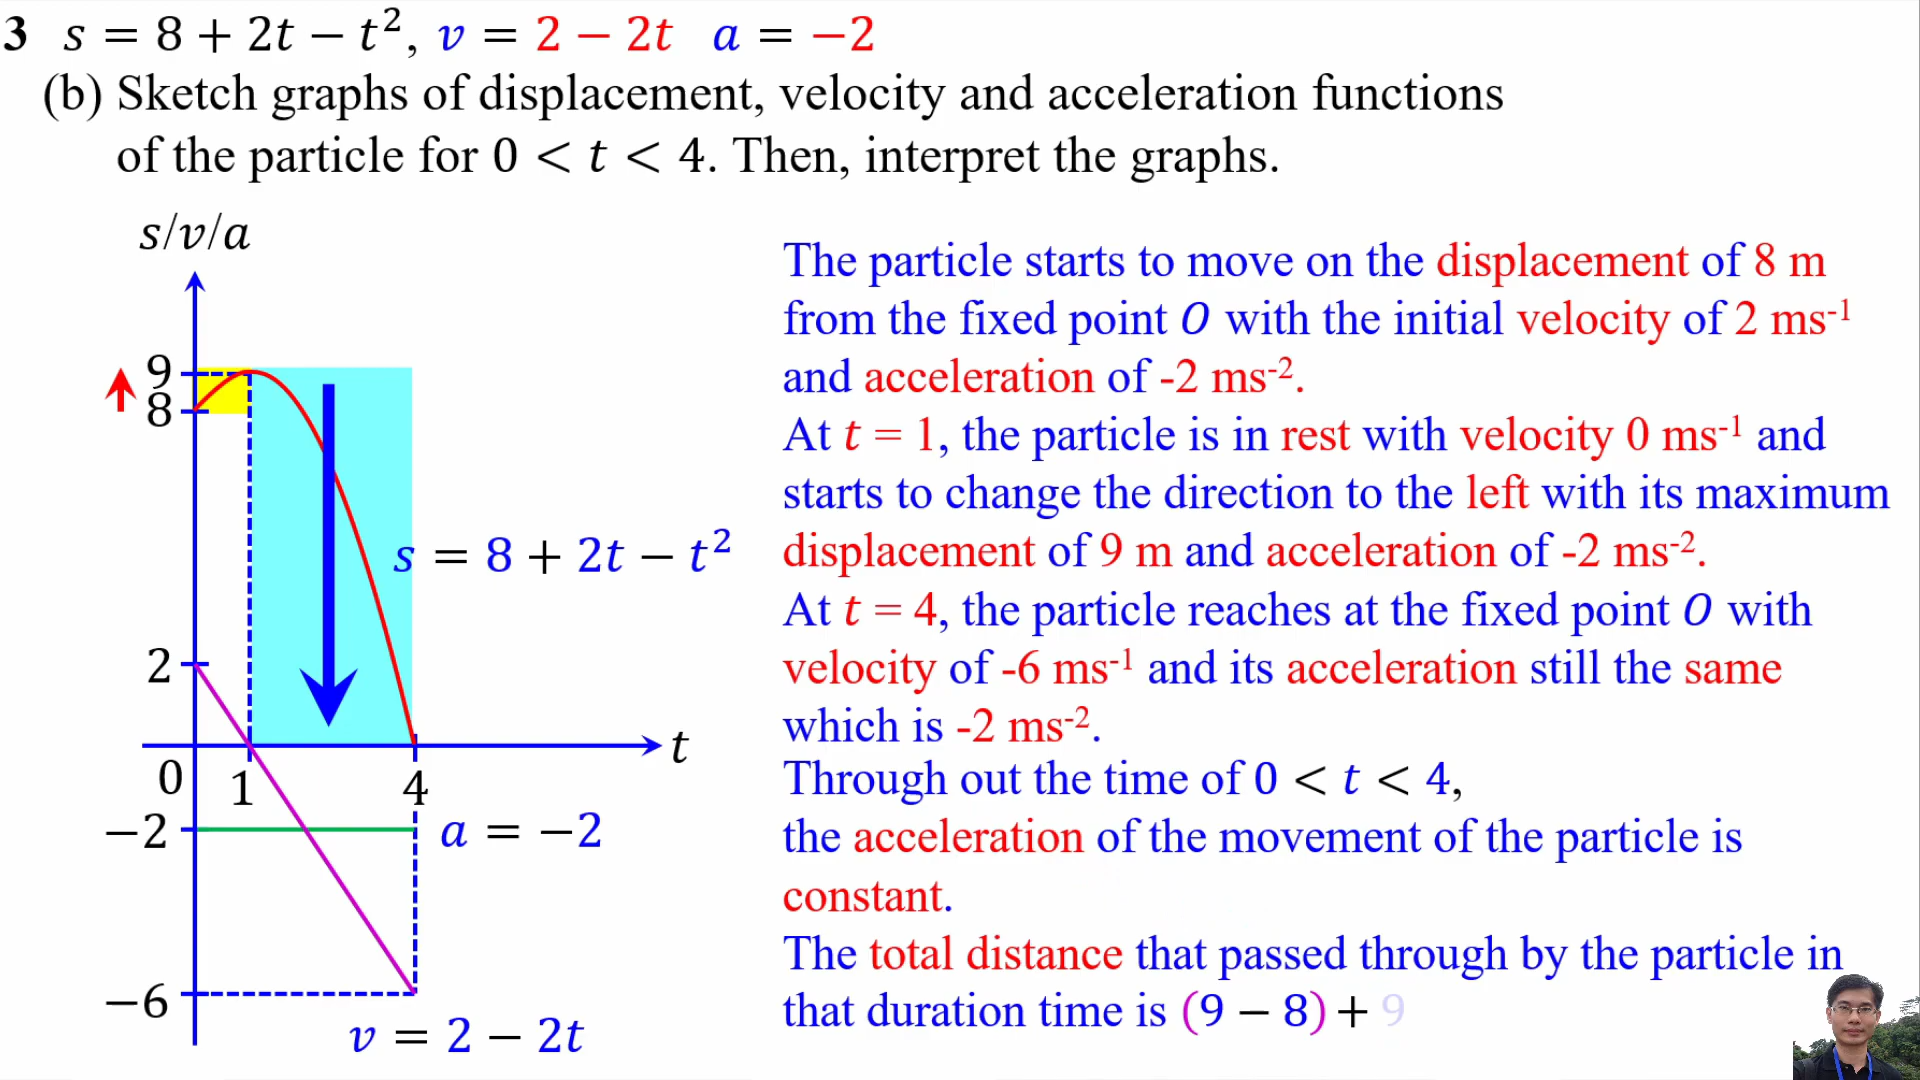 3 s = 8 + 2t − t², v = 2 − 2t a = −2
(b) Sketch graphs of displacement, velocity and acceleration functions
of the particle for 0 < t < 4. Then, interpret the graphs.
s/v/a
9
8
2
0
1
4
t
−2
−6
s = 8 + 2t − t²
a = −2
v = 2 − 2t
The particle starts to move on the displacement of 8 m
from the fixed point O with the initial velocity of 2 ms⁻¹
and acceleration of -2 ms⁻².
At t = 1, the particle is in rest with velocity 0 ms⁻¹ and
starts to change the direction to the left with its maximum
displacement of 9 m and acceleration of -2 ms⁻².
At t = 4, the particle reaches at the fixed point O with
velocity of -6 ms⁻¹ and its acceleration still the same
which is -2 ms⁻².
Through out the time of 0 < t < 4,
the acceleration of the movement of the particle is
constant.
The total distance that passed through by the particle in
that duration time is (9 − 8) + 9